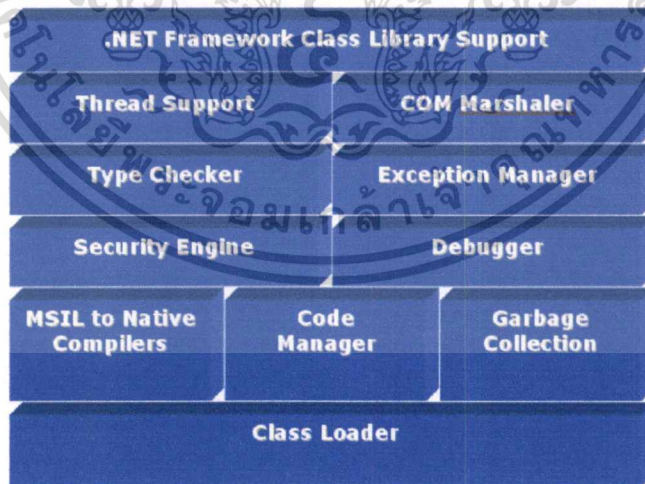 .NET Framework Class Library Support
Thread Support
COM Marshaler
Type Checker
Exception Manager
Security Engine
Debugger
MSIL to Native
Compilers
Code
Manager
Garbage
Collection
Class Loader